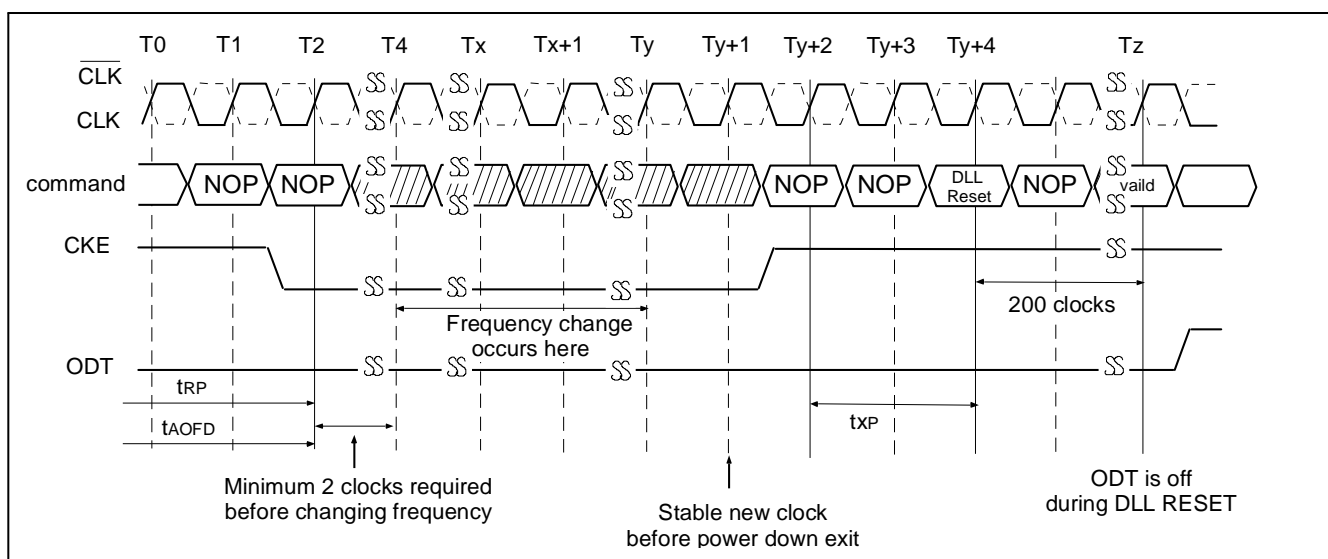 T0 T1 T2 T4 Tx Tx+1 Ty Ty+1 Ty+2 Ty+3 Ty+4 Tz
CLK
CLK
command NOP NOP NOP NOP DLL Reset NOP vaild
CKE
200 clocks
Frequency change
occurs here
ODT
tRP
tXP
tAOFD
Minimum 2 clocks required
before changing frequency
Stable new clock
before power down exit
ODT is off
during DLL RESET